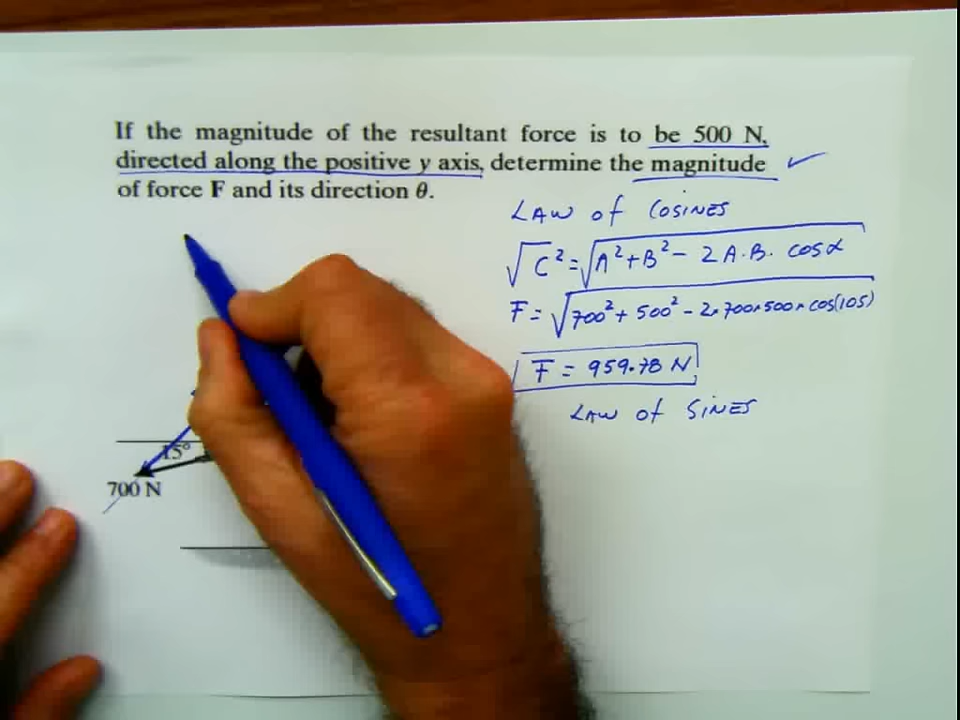 If the magnitude of the resultant force is to be 500 N,
directed along the positive y axis, determine the magnitude
of force F and its direction θ.
LAW of COSINES
√C² = √A² + B² - 2A.B. cosα
F = √700² + 500² - 2×700×500×cos(105)
F = 959.78 N
LAW of SINES
15°
700 N